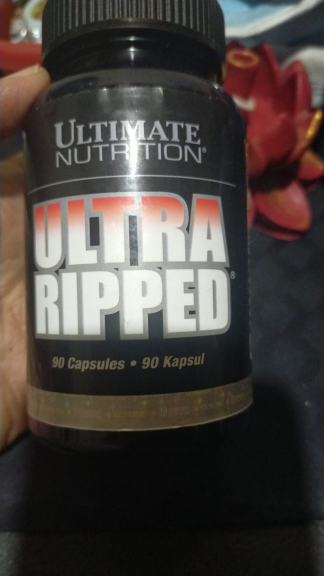 ULTIMATE
NUTRITION®
ULTRA
RIPPED®
90 Capsules • 90 Kapsul